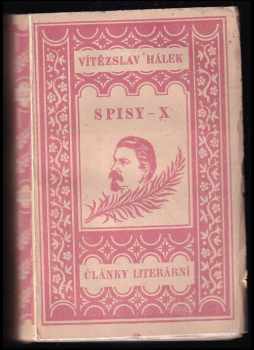 VÍTĚZSLAV HÁLEK
SPISY – X
ČLÁNKY LITERÁRNÍ